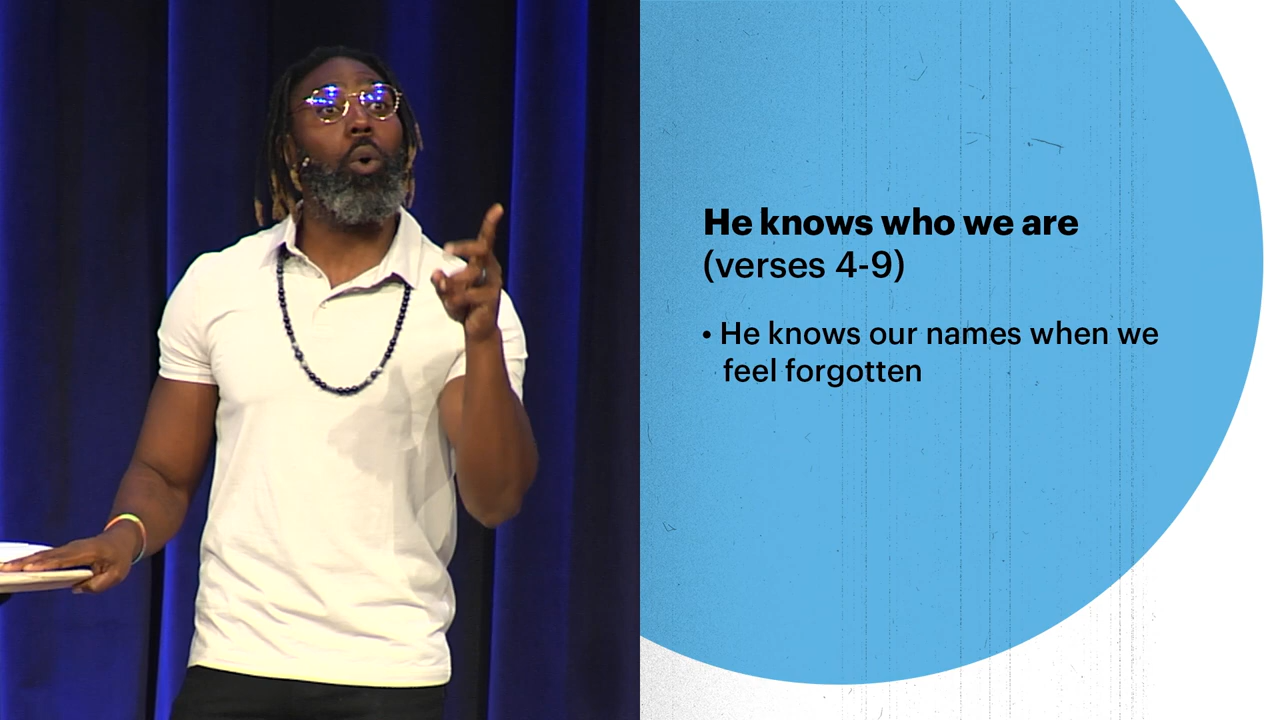 He knows who we are
(verses 4-9)
• He knows our names when we
feel forgotten